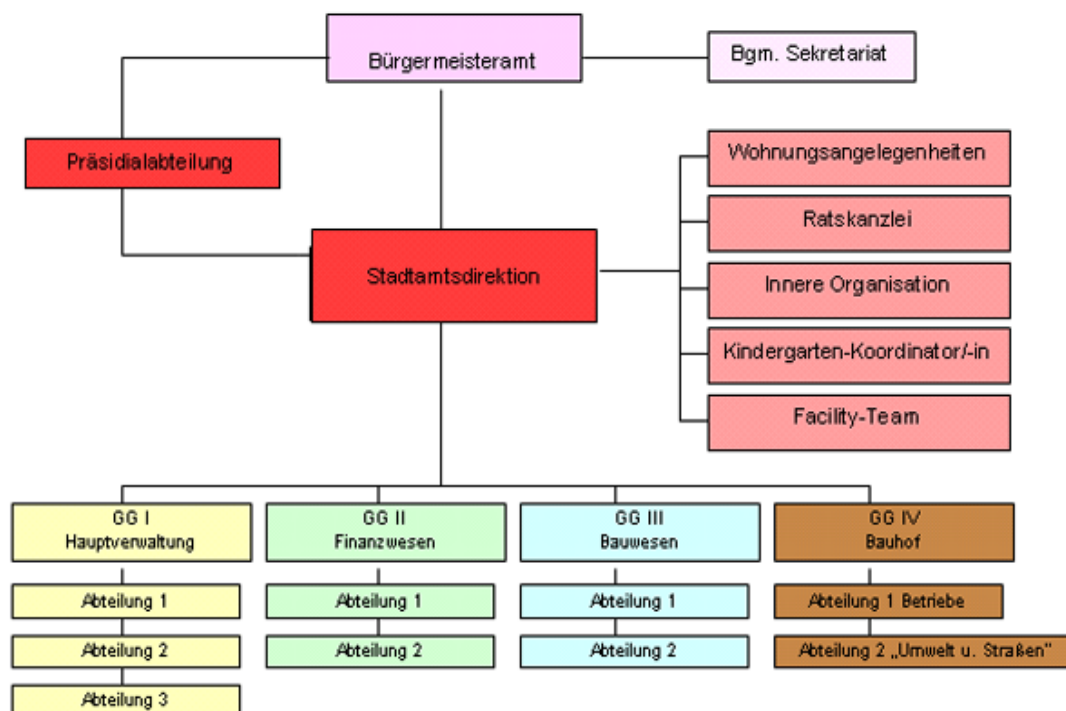 Bürgermeisteramt
Bgm. Sekretariat
Präsidialabteilung
Wohnungsangelegenheiten
Ratskanzlei
Stadtamtsdirektion
Innere Organisation
Kindergarten-Koordinator/-in
Facility-Team
GG I
Hauptverwaltung
GG II
Finanzwesen
GG III
Bauwesen
GG IV
Bauhof
Abteilung 1
Abteilung 1
Abteilung 1
Abteilung 1 Betriebe
Abteilung 2
Abteilung 2
Abteilung 2
Abteilung 2 „Umwelt u. Straßen"
Abteilung 3